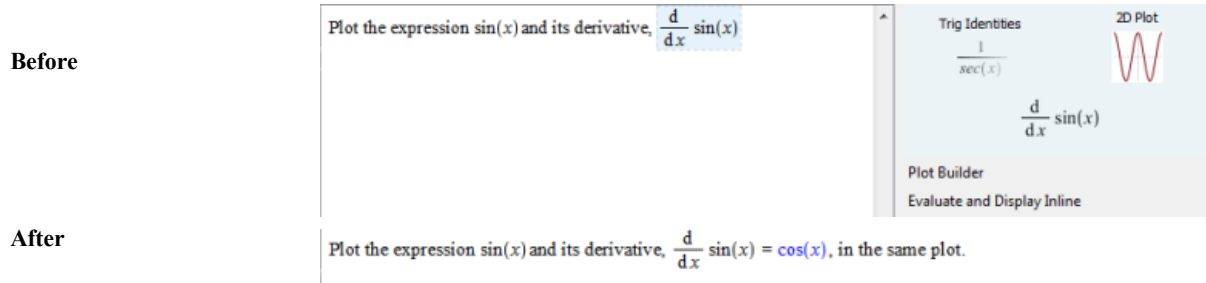 Before
Plot the expression sin(x) and its derivative, d/dx sin(x)
Trig Identities
1/sec(x)
2D Plot
d/dx sin(x)
Plot Builder
Evaluate and Display Inline
After
Plot the expression sin(x) and its derivative, d/dx sin(x) = cos(x), in the same plot.